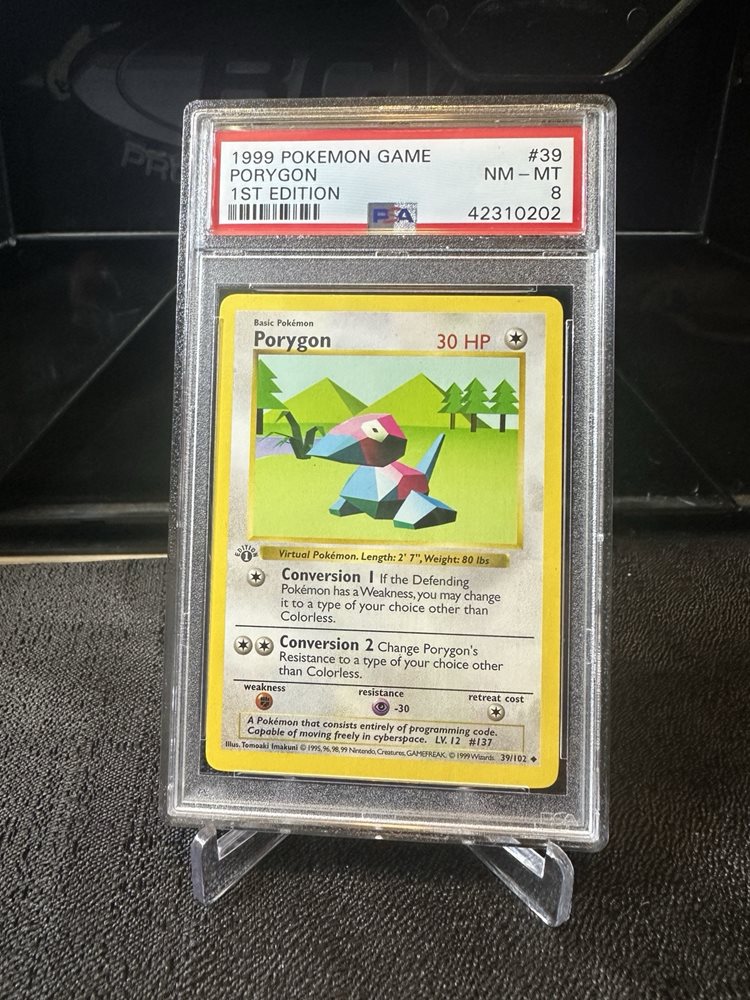 1999 POKEMON GAME #39
PORYGON NM - MT
1ST EDITION 8
PSA 42310202
Basic Pokémon
Porygon 30 HP
EDITION 1
Virtual Pokémon. Length: 2' 7", Weight: 80 lbs
Conversion 1 If the Defending
Pokémon has a Weakness, you may change
it to a type of your choice other than
Colorless.
Conversion 2 Change Porygon's
Resistance to a type of your choice other
than Colorless.
weakness resistance retreat cost
-30
A Pokémon that consists entirely of programming code.
Capable of moving freely in cyberspace. LV. 12 #137
Illus. Tomoaki Imakuni © 1995, 96, 98, 99 Nintendo, Creatures, GAMEFREAK. © 1999 Wizards. 39/102